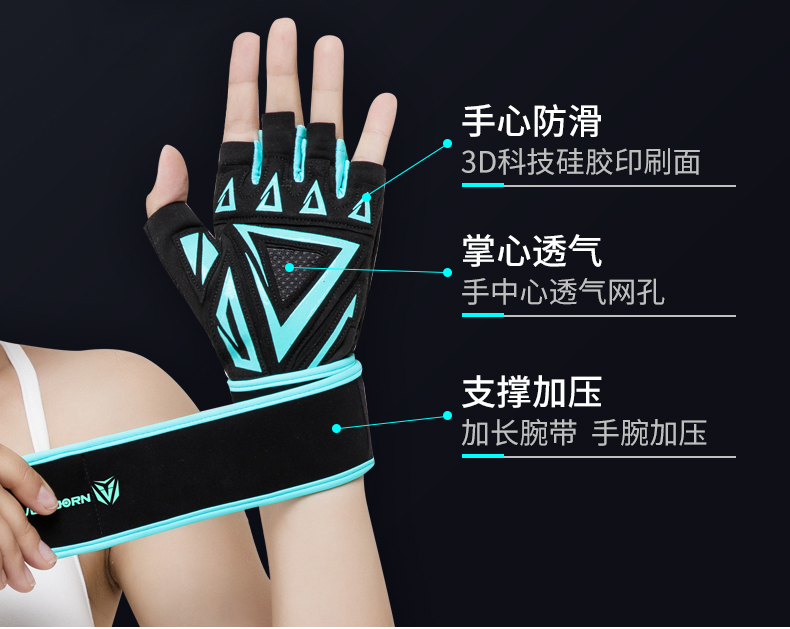 手心防滑
3D科技硅胶印刷面
掌心透气
手中心透气网孔
支撑加压
加长腕带 手腕加压